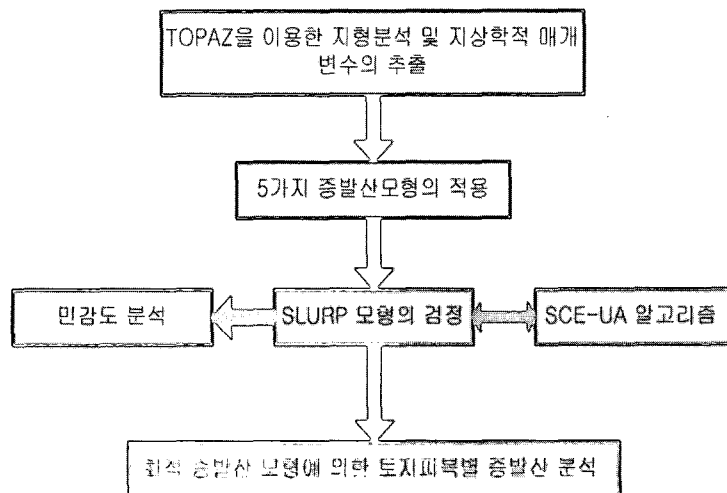 TOPAZ을 이용한 지형분석 및 지상학적 매개
변수의 추출
5가지 증발산모형의 적용
민감도 분석
SLURP 모형의 검정
SCE-UA 알고리즘
최적 증발산 모형에 의한 토지피복별 증발산 분석